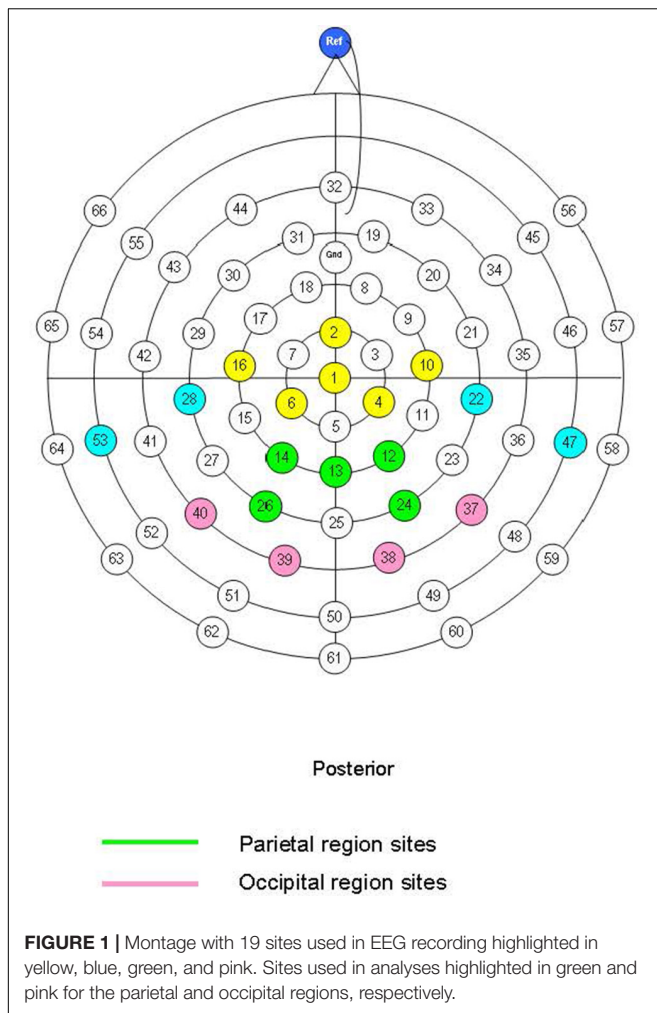 Ref
32
66 44 33 56
55 31 19 45
Gnd
43 30 20 34
18 8
65 54 29 17 9 21 46 57
2
42 7 3 35
16 10
1
28 6 4 22
15 11
5
64 53 41 36 47 58
27 14 12 23
13
26 24
40 37
25
52 48
63 39 38 59
51 49
50
62 60
61
Posterior
Parietal region sites
Occipital region sites
FIGURE 1 | Montage with 19 sites used in EEG recording highlighted in
yellow, blue, green, and pink. Sites used in analyses highlighted in green and
pink for the parietal and occipital regions, respectively.